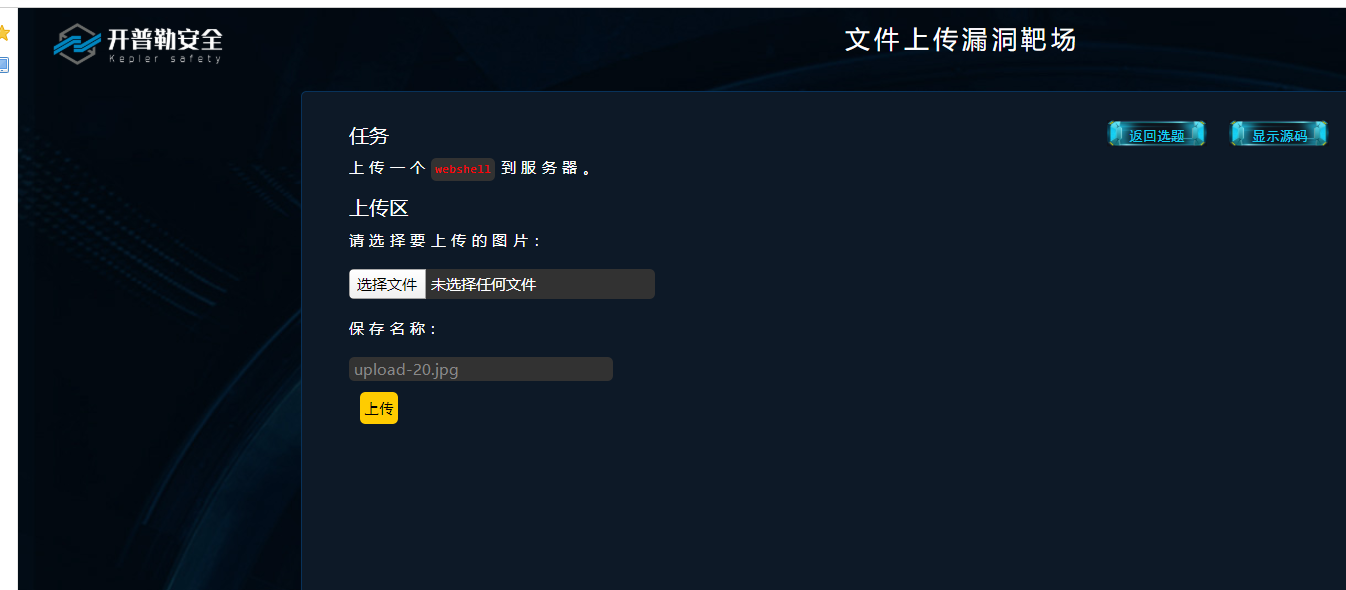 开普勒安全
Kepler safety
文件上传漏洞靶场
返回选题
显示源码
任务
上传一个 webshell 到服务器。
上传区
请选择要上传的图片:
选择文件 未选择任何文件
保存名称:
upload-20.jpg
上传